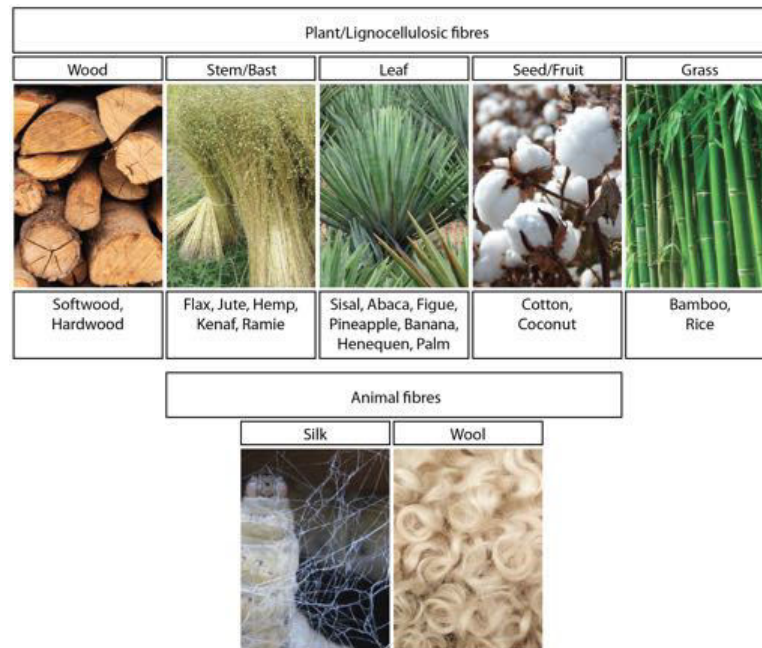 Plant/Lignocellulosic fibres
Wood
Stem/Bast
Leaf
Seed/Fruit
Grass
Softwood,
Hardwood
Flax, Jute, Hemp,
Kenaf, Ramie
Sisal, Abaca, Figue,
Pineapple, Banana,
Henequen, Palm
Cotton,
Coconut
Bamboo,
Rice
Animal fibres
Silk
Wool